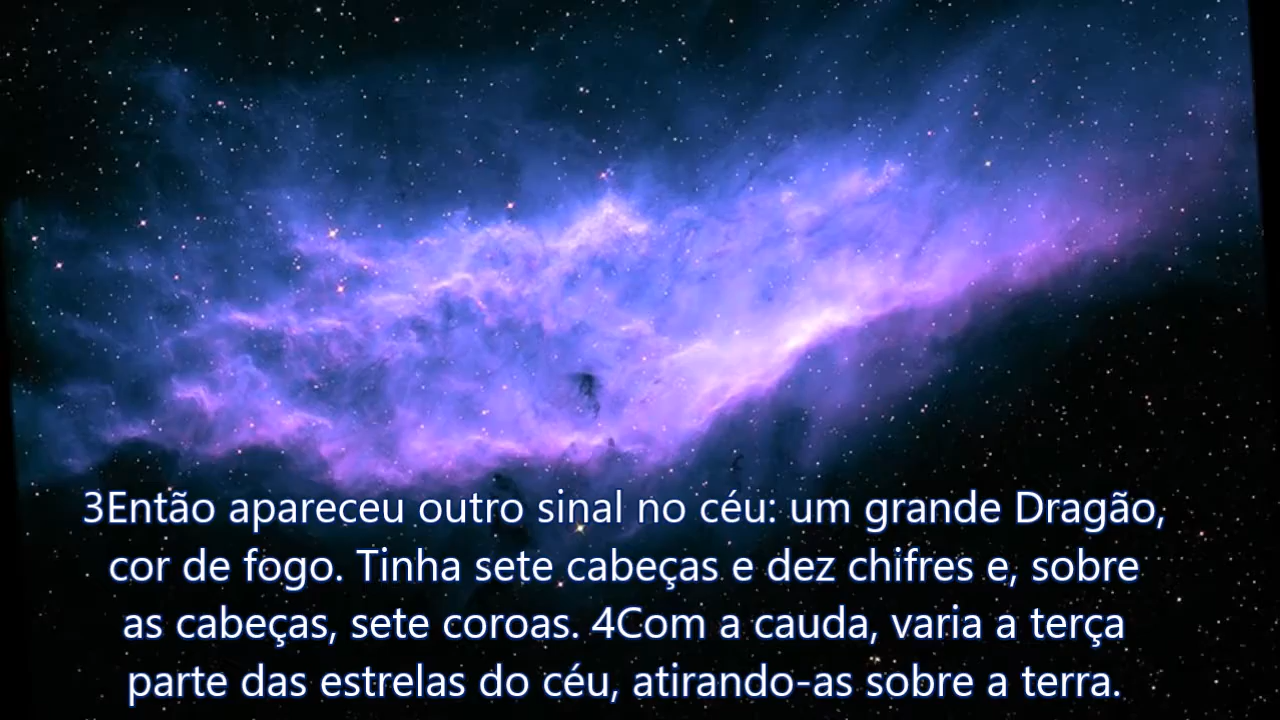 3Então apareceu outro sinal no céu: um grande Dragão,
cor de fogo. Tinha sete cabeças e dez chifres e, sobre
as cabeças, sete coroas. 4Com a cauda, varia a terça
parte das estrelas do céu, atirando-as sobre a terra.